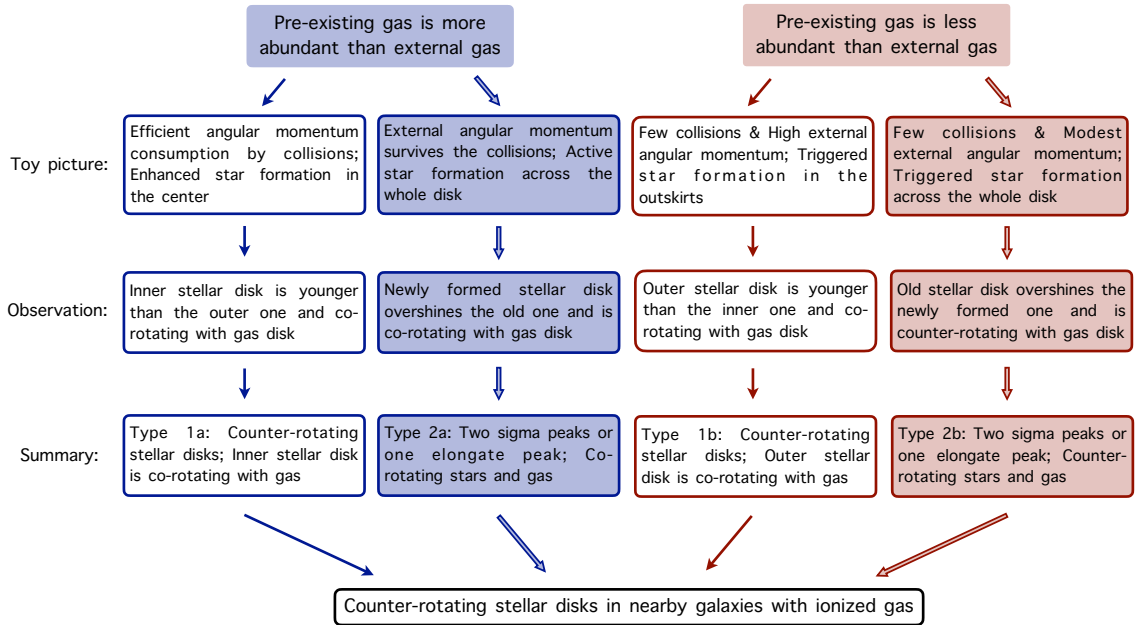 Pre-existing gas is more
abundant than external gas
Pre-existing gas is less
abundant than external gas
Toy picture:
Efficient angular momentum
consumption by collisions;
Enhanced star formation in
the center
External angular momentum
survives the collisions; Active
star formation across the
whole disk
Few collisions & High external
angular momentum; Triggered
star formation in the
outskirts
Few collisions & Modest
external angular momentum;
Triggered star formation
across the whole disk
Observation:
Inner stellar disk is younger
than the outer one and co-
rotating with gas disk
Newly formed stellar disk
overshines the old one and is
co-rotating with gas disk
Outer stellar disk is younger
than the inner one and co-
rotating with gas disk
Old stellar disk overshines the
newly formed one and is
counter-rotating with gas disk
Summary:
Type 1a: Counter-rotating
stellar disks; Inner stellar disk
is co-rotating with gas
Type 2a: Two sigma peaks or
one elongate peak; Co-
rotating stars and gas
Type 1b: Counter-rotating
stellar disks; Outer stellar
disk is co-rotating with gas
Type 2b: Two sigma peaks or
one elongate peak; Counter-
rotating stars and gas
Counter-rotating stellar disks in nearby galaxies with ionized gas